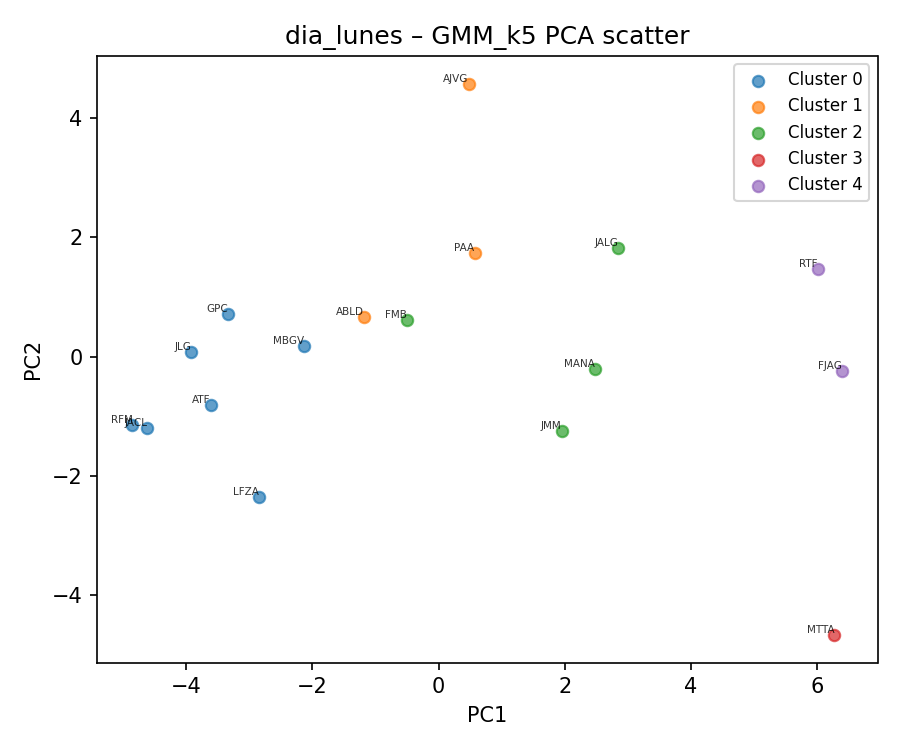 dia_lunes – GMM_k5 PCA scatter
Cluster 0
Cluster 1
Cluster 2
Cluster 3
Cluster 4
PC2
4
2
0
−2
−4
AJVG
PAA
JALG
RTF
GPC
ABLD
FMB
MBGV
JLG
MANA
FJAG
ATF
RFM
JACL
JMM
LFZA
MTTA
−4
−2
0
2
4
6
PC1